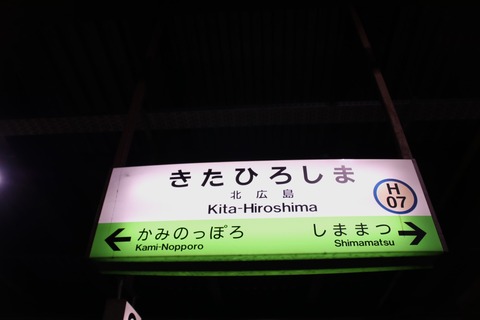 きたひろしま
北広島
Kita-Hiroshima
H
07
かみのっぽろ
Kami-Nopporo
しままつ
Shimamatsu